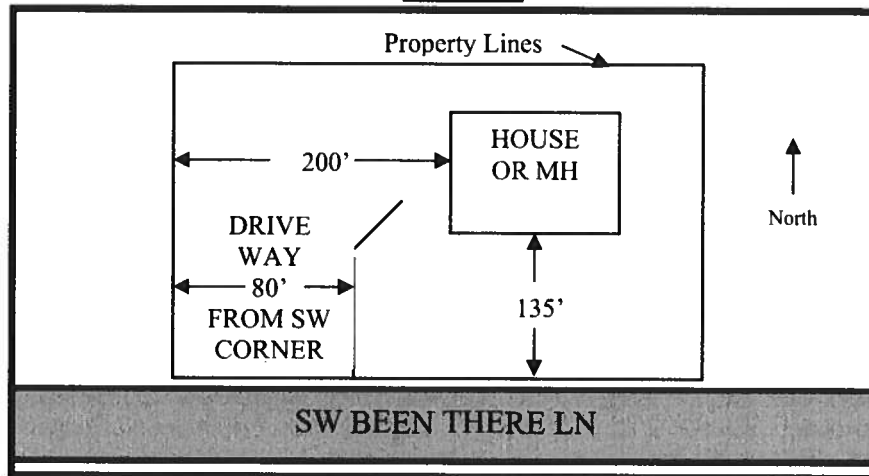 Property Lines
HOUSE
OR MH
200’
North
DRIVE
WAY
80’
FROM SW
CORNER
135’
SW BEEN THERE LN